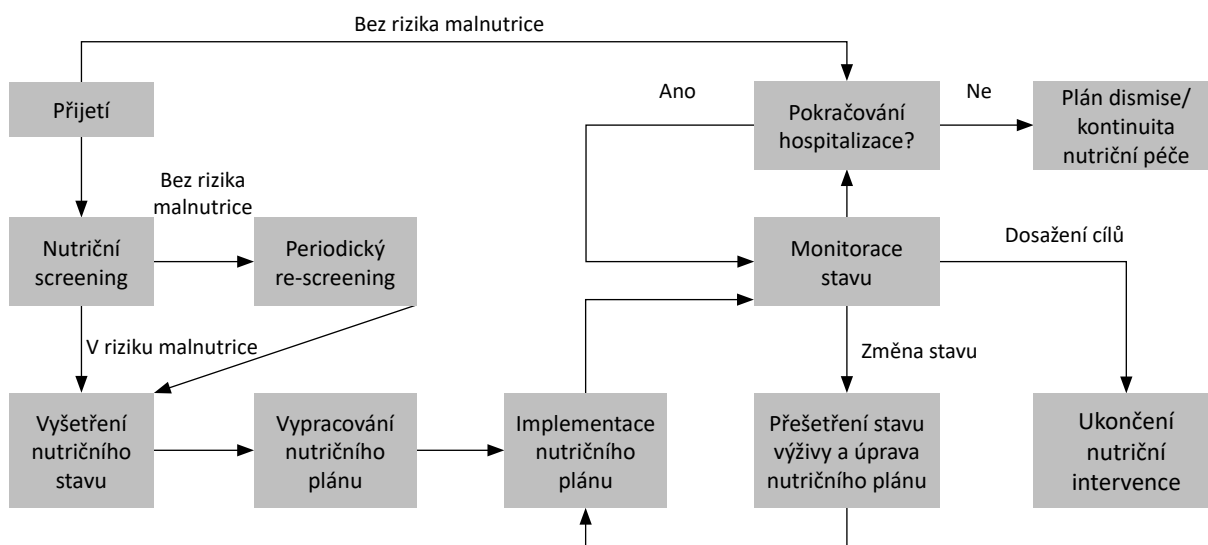 Bez rizika malnutrice
Přijetí
Ano
Pokračování
hospitalizace?
Ne
Plán dismise/
kontinuita
nutriční péče
Bez rizika
malnutrice
Nutriční
screening
Periodický
re-screening
Monitorace
stavu
Dosažení cílů
V riziku malnutrice
Změna stavu
Vyšetření
nutričního
stavu
Vypracování
nutričního
plánu
Implementace
nutričního
plánu
Přešetření stavu
výživy a úprava
nutričního plánu
Ukončení
nutriční
intervence